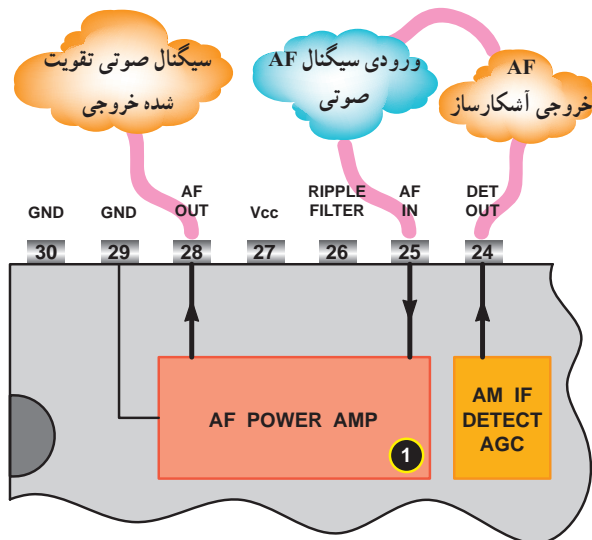 سیگنال صوتی تقویت
شده خروجی
ورودی سیگنال AF
صوتی
AF
خروجی آشکارساز
GND
GND
AF
OUT
Vcc
RIPPLE
FILTER
AF
IN
DET
OUT
30
29
28
27
26
25
24
AF POWER AMP
1
AM IF
DETECT
AGC